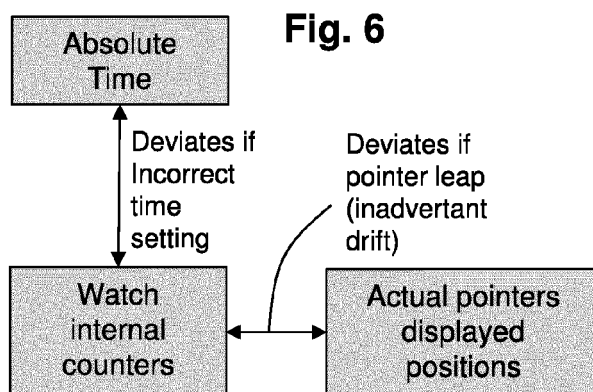 Fig. 6
Absolute
Time
Deviates if
Incorrect
time
setting
Deviates if
pointer leap
(inadvertant
drift)
Watch
internal
counters
Actual pointers
displayed
positions